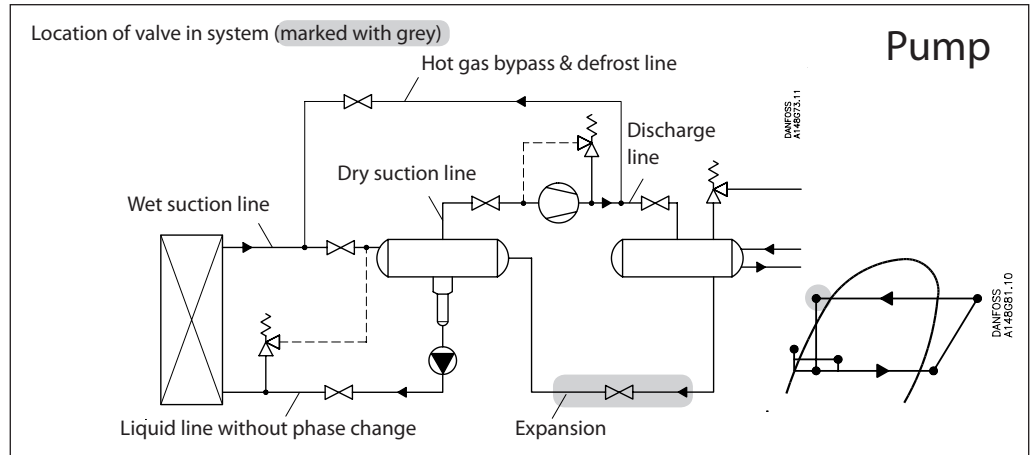 Location of valve in system (marked with grey)
Pump
Hot gas bypass & defrost line
DANFOSS
A148G73.11
Discharge
line
Dry suction line
Wet suction line
DANFOSS
A148G81.10
Liquid line without phase change
Expansion